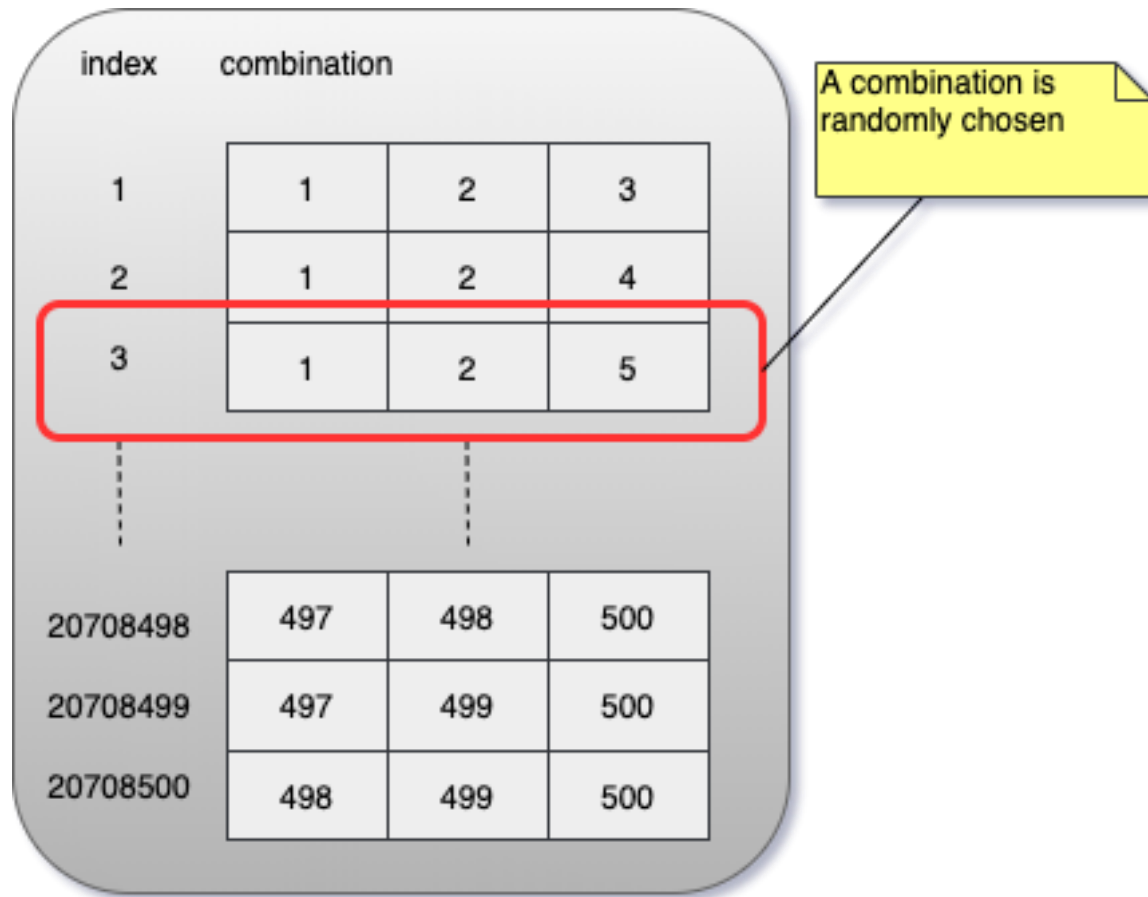 index combination
A combination is
randomly chosen
1 1 2 3
2 1 2 4
3 1 2 5
20708498 497 498 500
20708499 497 499 500
20708500 498 499 500